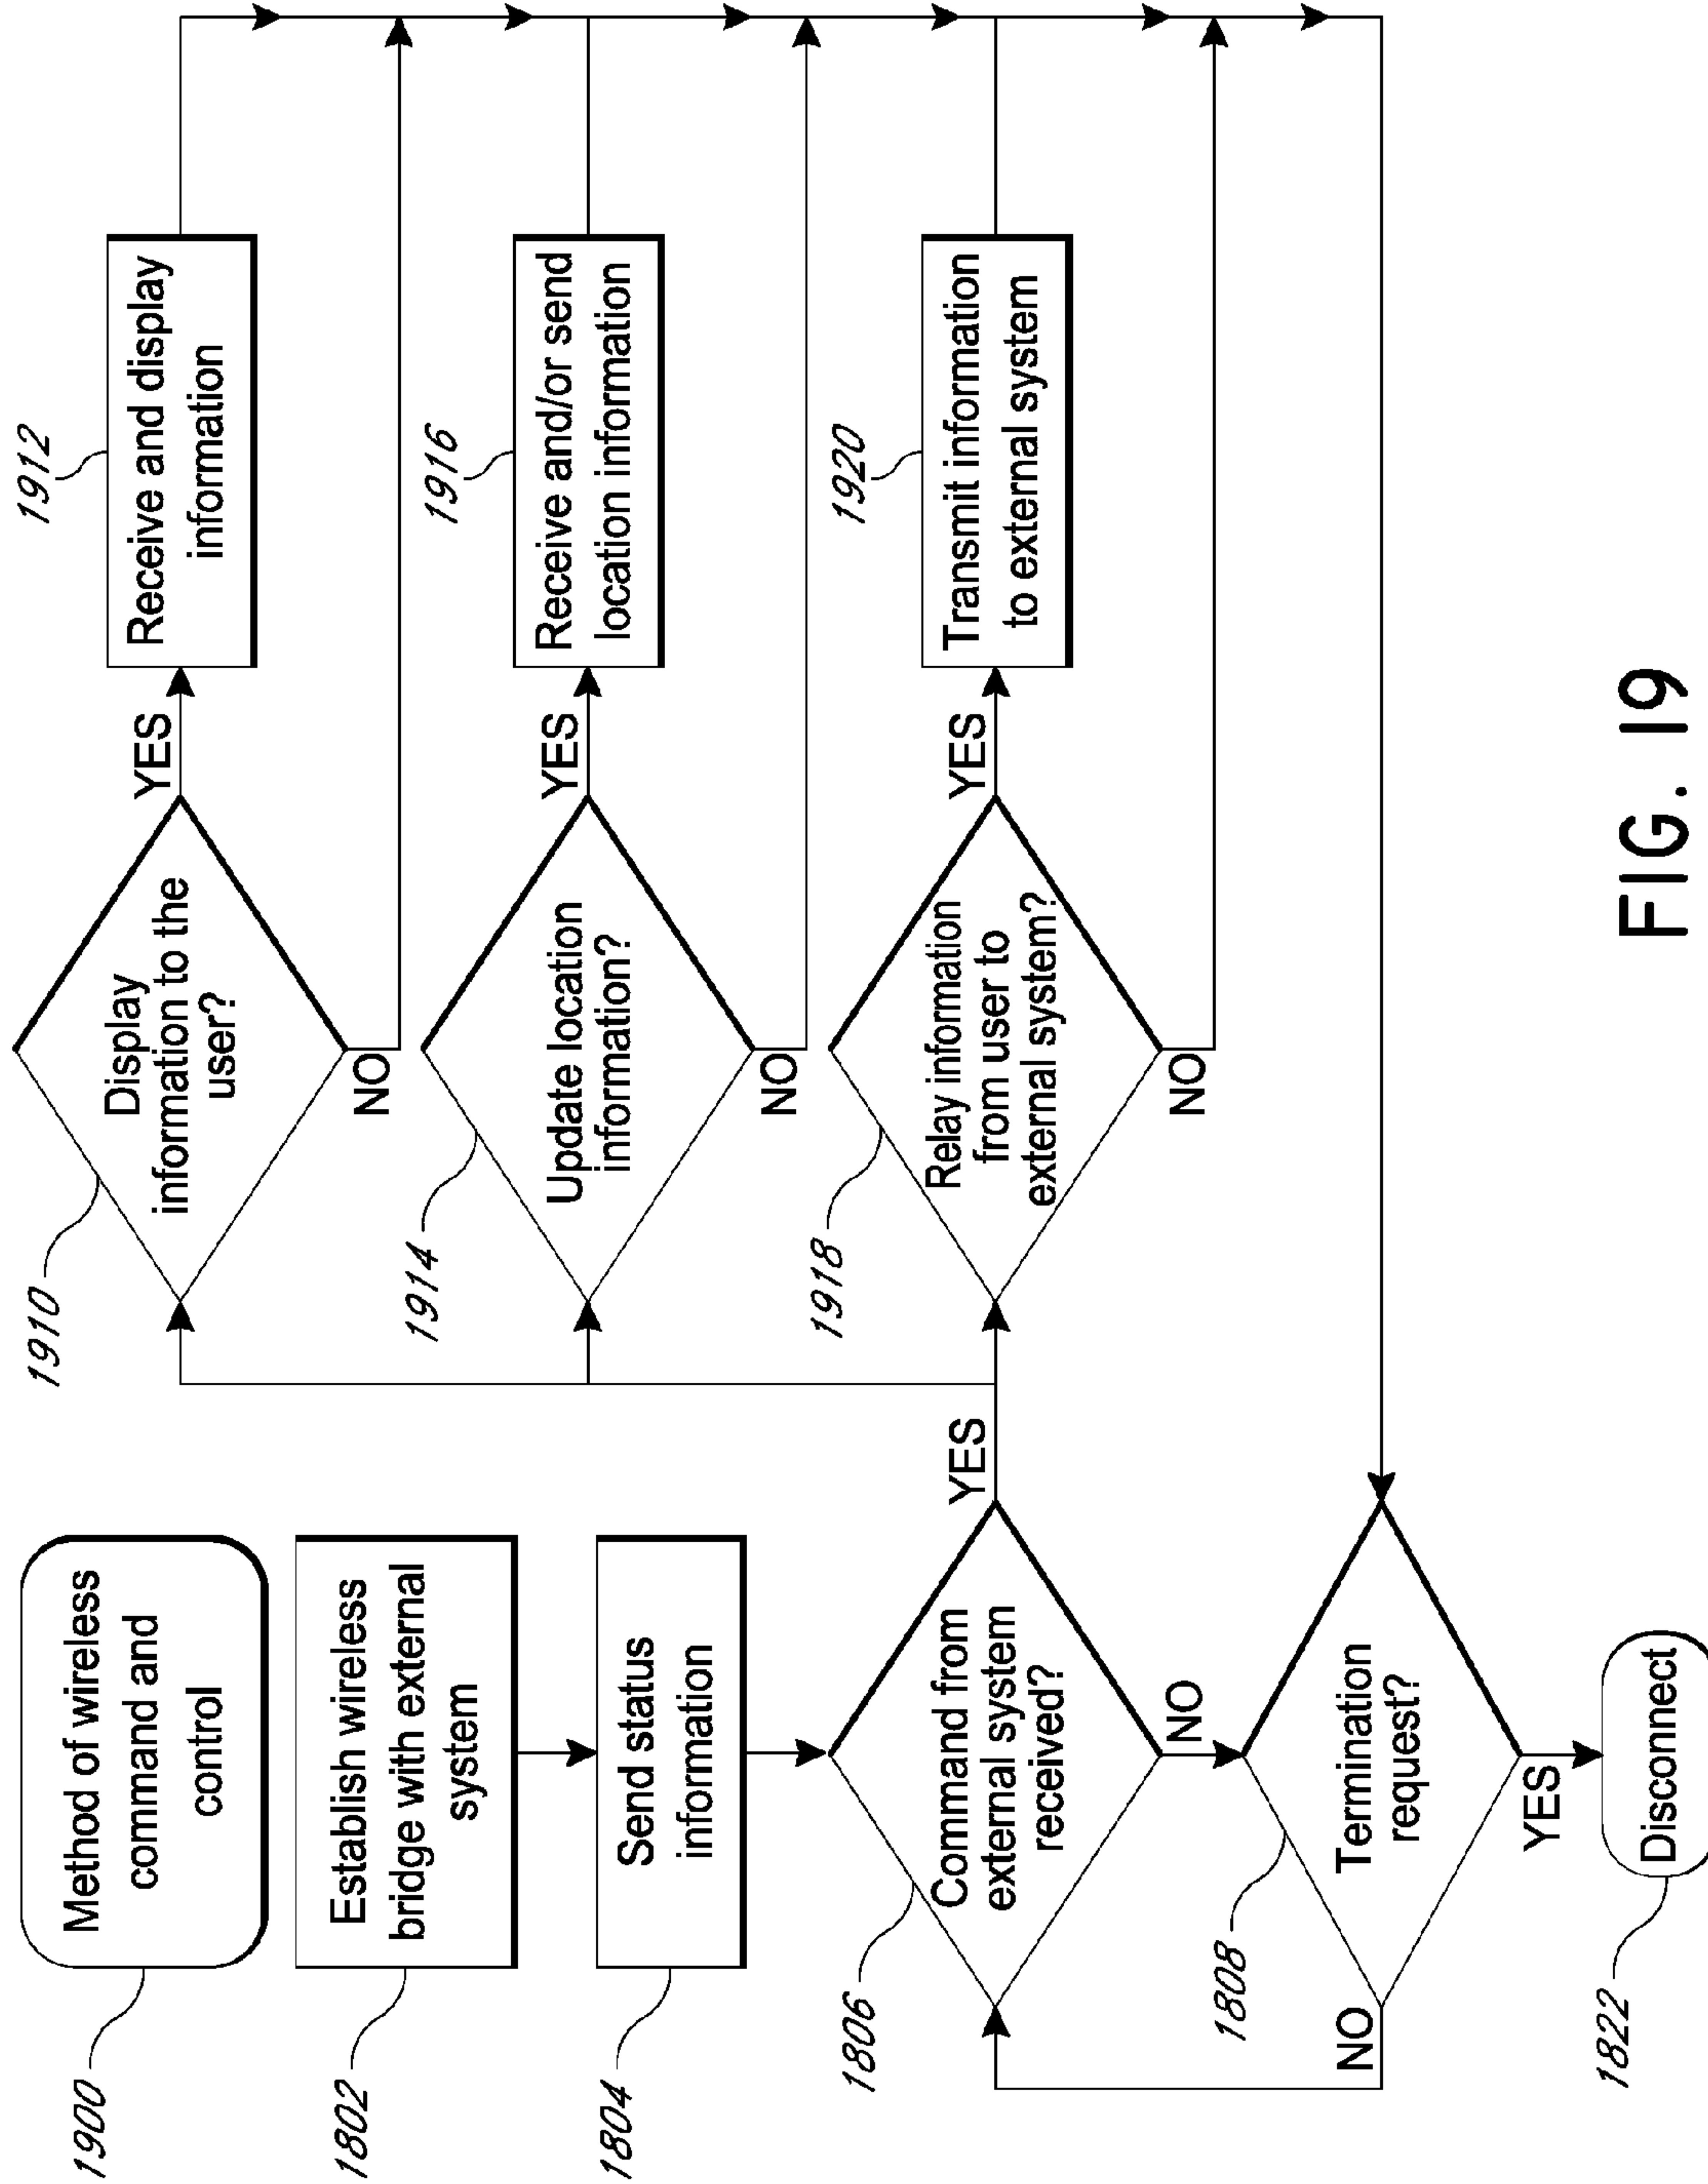 1900
Method of wireless
command and
control
1802
Establish wireless
bridge with external
system
1804
Send status
information
1806
Command from
external system
received?
YES
NO
1808
Termination
request?
NO
YES
1822
Disconnect
1910
Display
information to the
user?
YES
NO
1912
Receive and display
information
1914
Update location
information?
YES
NO
1916
Receive and/or send
location information
1918
Relay information
from user to
external system?
YES
NO
1920
Transmit information
to external system
FIG. 19